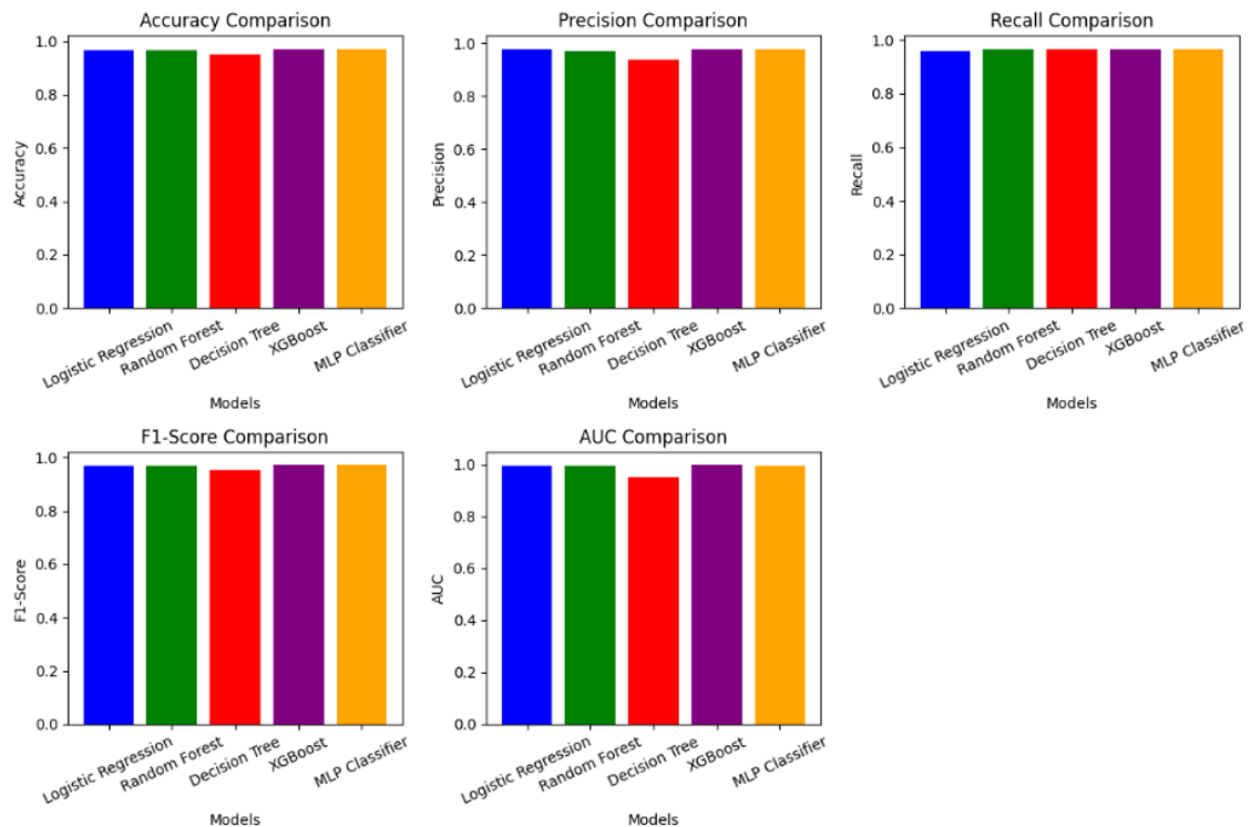 Accuracy Comparison
Accuracy
1.0
0.8
0.6
0.4
0.2
0.0
Logistic Regression
Random Forest
Decision Tree
XGBoost
MLP Classifier
Models
Precision Comparison
Precision
1.0
0.8
0.6
0.4
0.2
0.0
Logistic Regression
Random Forest
Decision Tree
XGBoost
MLP Classifier
Models
Recall Comparison
Recall
1.0
0.8
0.6
0.4
0.2
0.0
Logistic Regression
Random Forest
Decision Tree
XGBoost
MLP Classifier
Models
F1-Score Comparison
F1-Score
1.0
0.8
0.6
0.4
0.2
0.0
Logistic Regression
Random Forest
Decision Tree
XGBoost
MLP Classifier
Models
AUC Comparison
AUC
1.0
0.8
0.6
0.4
0.2
0.0
Logistic Regression
Random Forest
Decision Tree
XGBoost
MLP Classifier
Models